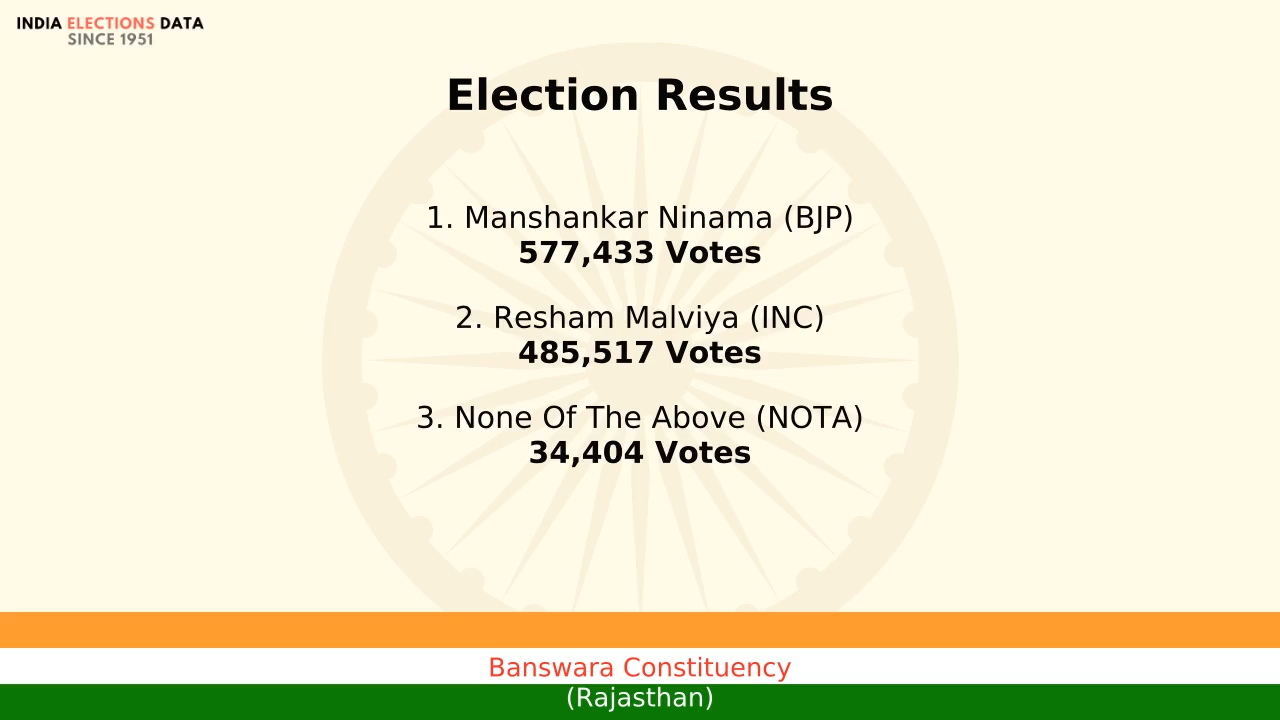 INDIA ELECTIONS DATA
SINCE 1951
Election Results
1. Manshankar Ninama (BJP)
577,433 Votes
2. Resham Malviya (INC)
485,517 Votes
3. None Of The Above (NOTA)
34,404 Votes
Banswara Constituency
(Rajasthan)